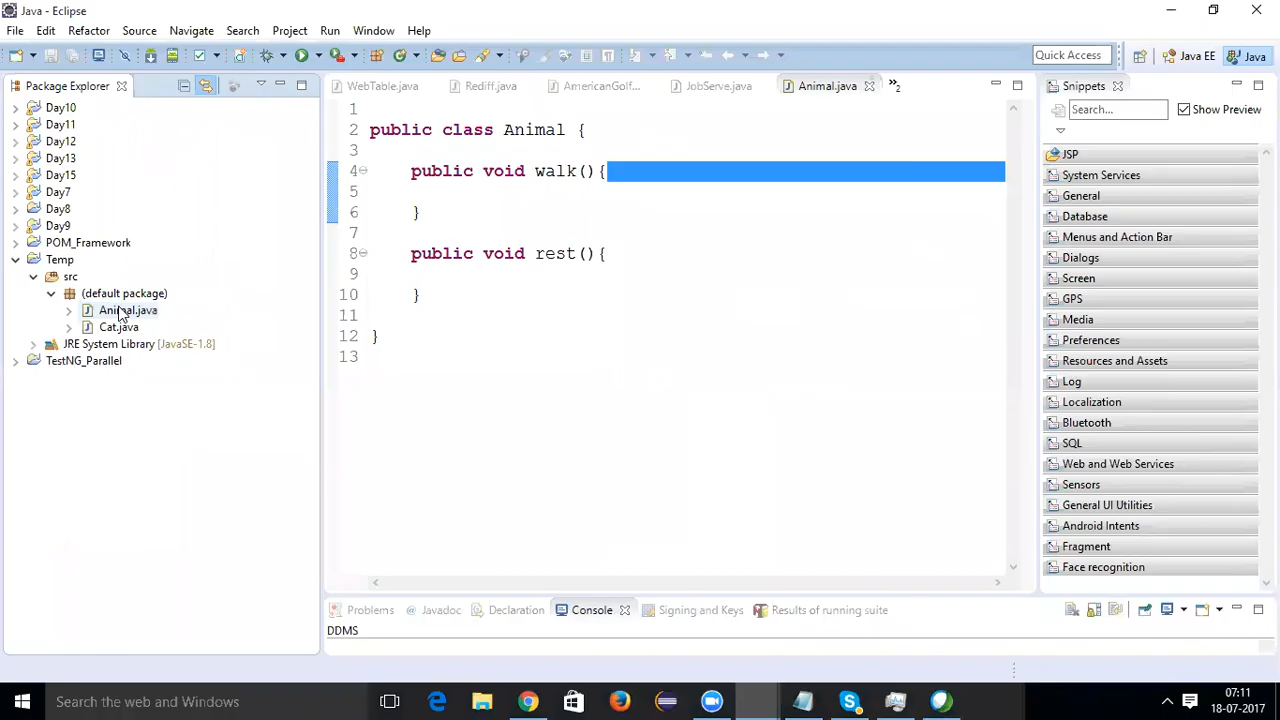 Java - Eclipse
File Edit Refactor Source Navigate Search Project Run Window Help
Quick Access Java EE Java
Package Explorer
Day10
Day11
Day12
Day13
Day15
Day7
Day8
Day9
POM_Framework
Temp
src
(default package)
Animal.java
Cat.java
JRE System Library [JavaSE-1.8]
TestNG_Parallel
WebTable.java Rediff.java AmericanGolf... JobServe.java Animal.java »2
1
2 public class Animal {
3
4 public void walk(){
5
6 }
7
8 public void rest(){
9
10 }
11
12 }
13
Snippets
Search... Show Preview
JSP
System Services
General
Database
Menus and Action Bar
Dialogs
Screen
GPS
Media
Preferences
Resources and Assets
Log
Localization
Bluetooth
SQL
Web and Web Services
Sensors
General UI Utilities
Android Intents
Fragment
Face recognition
Problems Javadoc Declaration Console Signing and Keys Results of running suite
DDMS
Search the web and Windows
07:11
18-07-2017